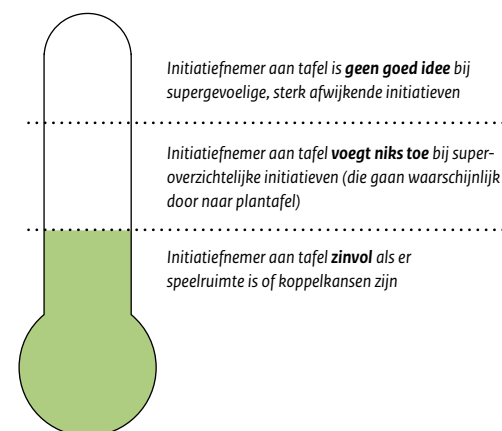 Initiatiefnemer aan tafel is geen goed idee bij
supergevoelige, sterk afwijkende initiatieven
Initiatiefnemer aan tafel voegt niks toe bij super-
overzichtelijke initiatieven (die gaan waarschijnlijk
door naar plantafel)
Initiatiefnemer aan tafel zinvol als er
speelruimte is of koppelkansen zijn